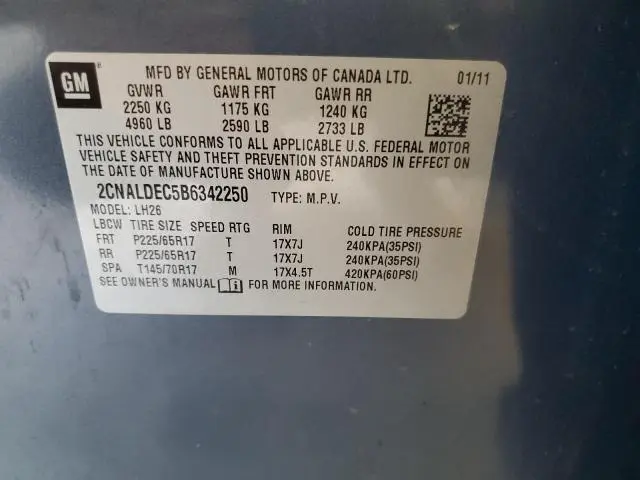 GM
MFD BY GENERAL MOTORS OF CANADA LTD. 01/11
GVWR GAWR FRT GAWR RR
2250 KG 1175 KG 1240 KG
4960 LB 2590 LB 2733 LB
THIS VEHICLE CONFORMS TO ALL APPLICABLE U.S. FEDERAL MOTOR
VEHICLE SAFETY AND THEFT PREVENTION STANDARDS IN EFFECT ON
THE DATE OF MANUFACTURE SHOWN ABOVE.
2CNALDEC5B6342250 TYPE: M.P.V.
MODEL: LH26
LBCW TIRE SIZE SPEED RTG RIM COLD TIRE PRESSURE
FRT P225/65R17 T 17X7J 240KPA(35PSI)
RR P225/65R17 T 17X7J 240KPA(35PSI)
SPA T145/70R17 M 17X4.5T 420KPA(60PSI)
SEE OWNER'S MANUAL FOR MORE INFORMATION.